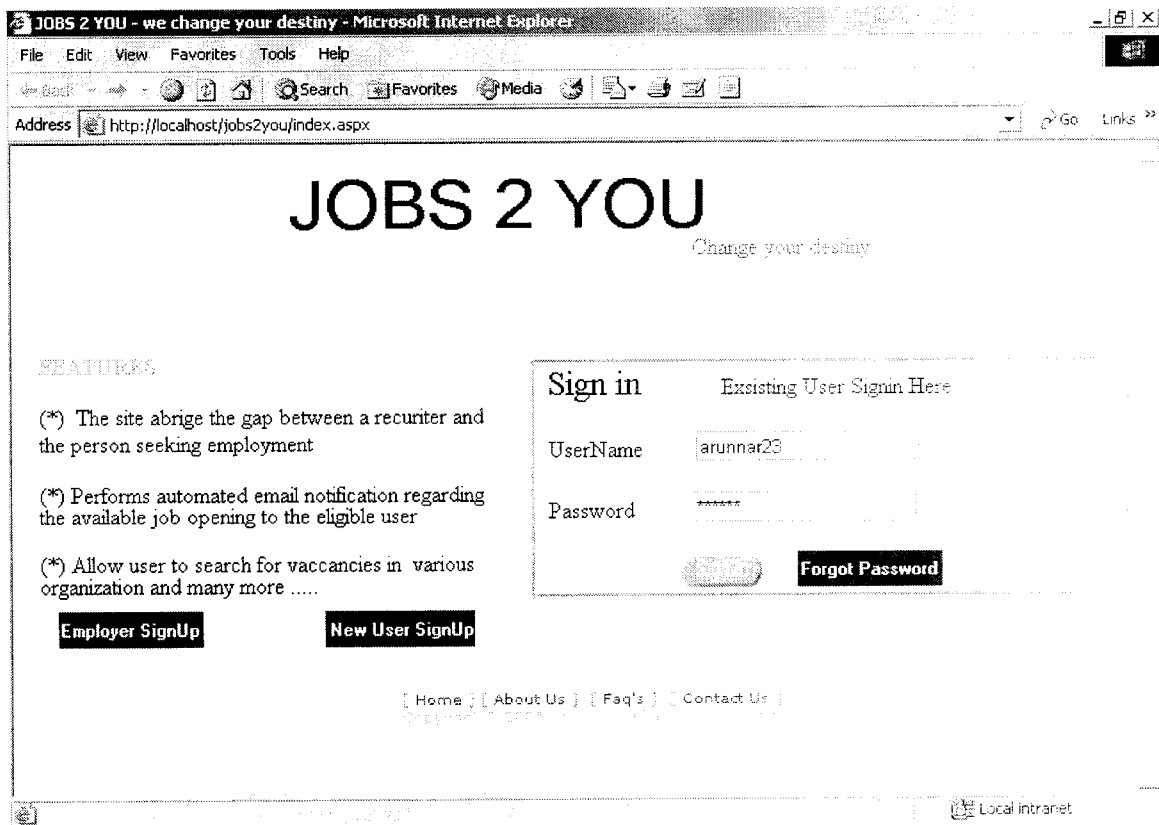 JOBS 2 YOU - we change your destiny - Microsoft Internet Explorer
File Edit View Favorites Tools Help
Back Search Favorites Media
Address http://localhost/jobs2you/index.aspx Go Links »
JOBS 2 YOU
Change your destiny
FEATURES
(*) The site abrige the gap between a recuriter and
the person seeking employment
(*) Performs automated email notification regarding
the available job opening to the eligible user
(*) Allow user to search for vaccancies in various
organization and many more .....
Employer SignUp New User SignUp
Sign in Exsisting User Signin Here
UserName arunnar23
Password ******
Forgot Password
[ Home ] [ About Us ] [ Faq's ] [ Contact Us ]
Local intranet